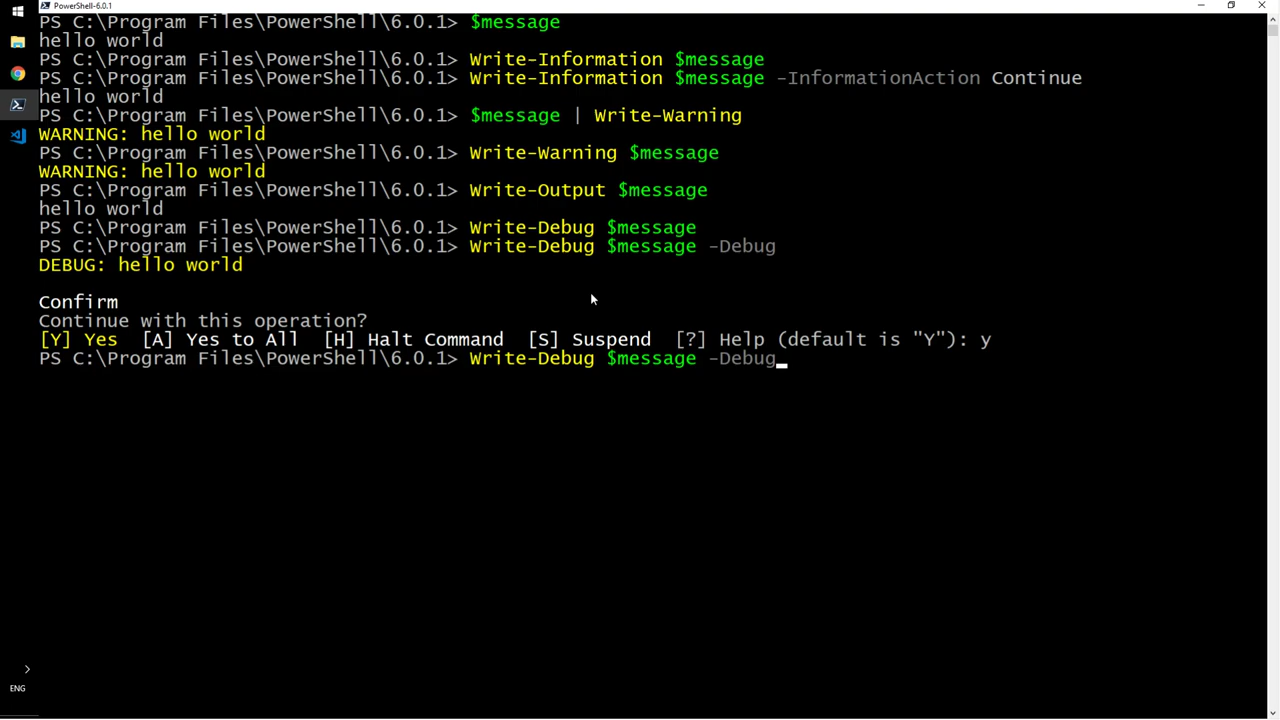 PowerShell-6.0.1
PS C:\Program Files\PowerShell\6.0.1> $message
hello world
PS C:\Program Files\PowerShell\6.0.1> Write-Information $message
PS C:\Program Files\PowerShell\6.0.1> Write-Information $message -InformationAction Continue
hello world
PS C:\Program Files\PowerShell\6.0.1> $message | Write-Warning
WARNING: hello world
PS C:\Program Files\PowerShell\6.0.1> Write-Warning $message
WARNING: hello world
PS C:\Program Files\PowerShell\6.0.1> Write-Output $message
hello world
PS C:\Program Files\PowerShell\6.0.1> Write-Debug $message
PS C:\Program Files\PowerShell\6.0.1> Write-Debug $message -Debug
DEBUG: hello world
Confirm
Continue with this operation?
[Y] Yes  [A] Yes to All  [H] Halt Command  [S] Suspend  [?] Help (default is "Y"): y
PS C:\Program Files\PowerShell\6.0.1> Write-Debug $message -Debug
ENG